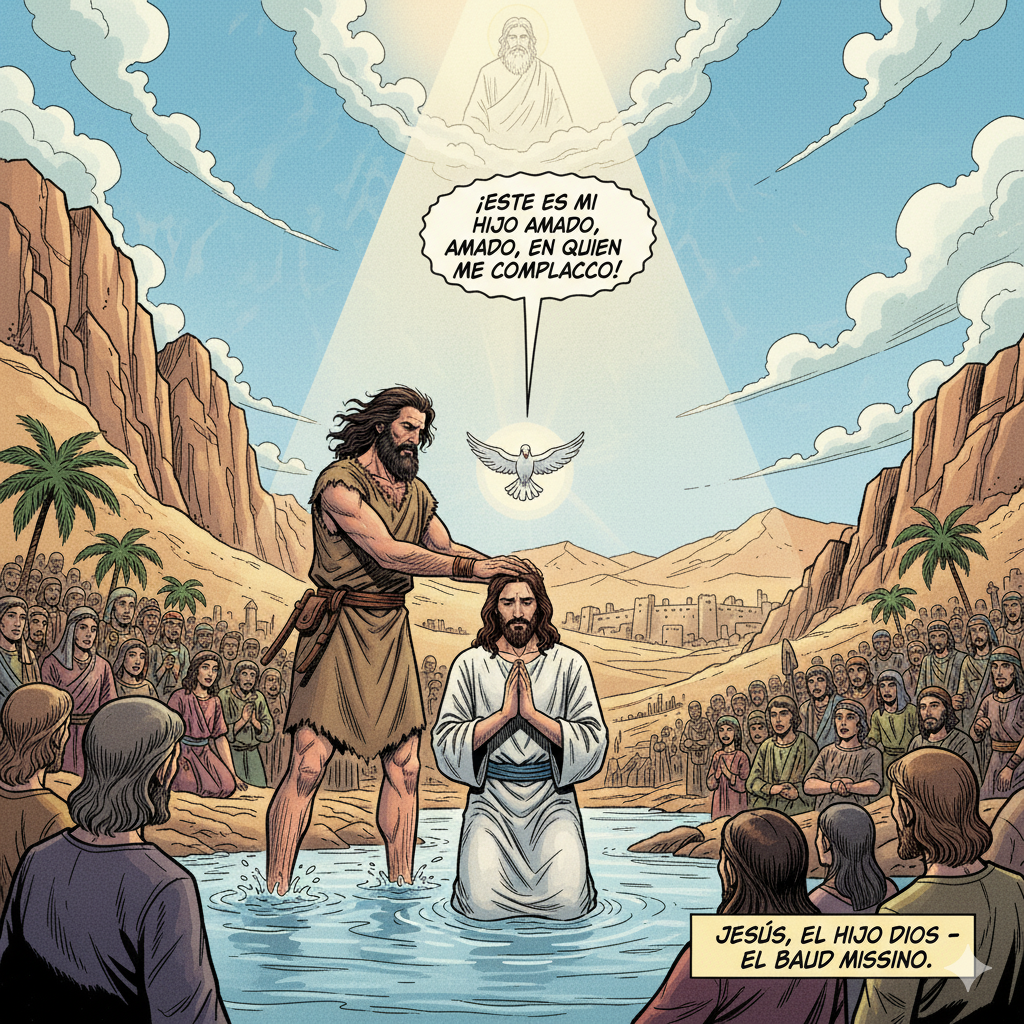 ¡ESTE ES MI
HIJO AMADO,
AMADO, EN QUIEN
ME COMPLACCO!
JESÚS, EL HIJO DIOS –
EL BAUD MISSINO.